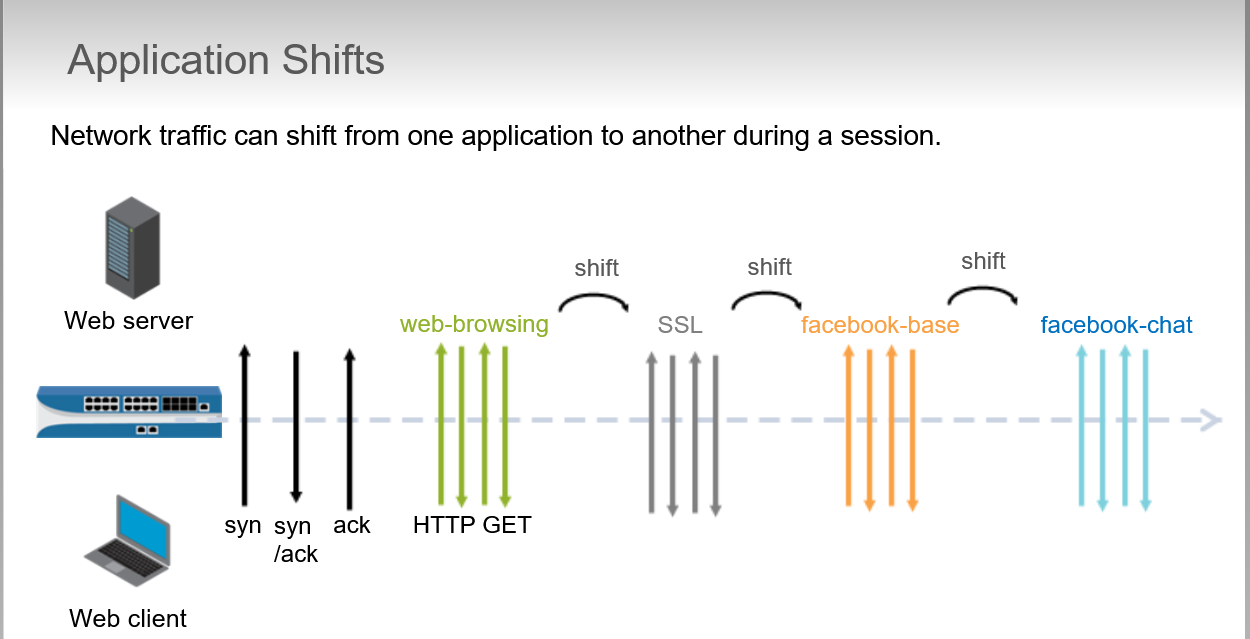 Application Shifts
Network traffic can shift from one application to another during a session.
shift
shift
shift
Web server
web-browsing
SSL
facebook-base
facebook-chat
syn
syn
/ack
ack
HTTP GET
Web client